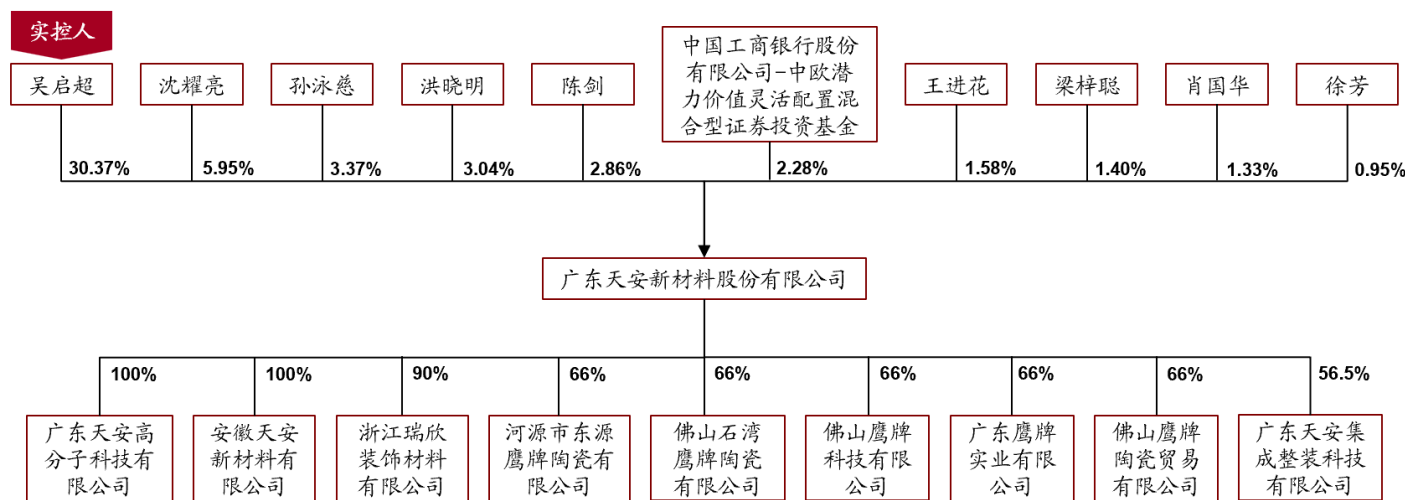 实控人
吴启超
沈耀亮
孙泳慈
洪晓明
陈剑
中国工商银行股份
有限公司-中欧潜
力价值灵活配置混
合型证券投资基金
王进花
梁梓聪
肖国华
徐芳
30.37%
5.95%
3.37%
3.04%
2.86%
2.28%
1.58%
1.40%
1.33%
0.95%
广东天安新材料股份有限公司
100%
100%
90%
66%
66%
66%
66%
66%
56.5%
广东天安高
分子科技有
限公司
安徽天安
新材料有
限公司
浙江瑞欣
装饰材料
有限公司
河源市东源
鹰牌陶瓷有
限公司
佛山石湾
鹰牌陶瓷
有限公司
佛山鹰牌
科技有限
公司
广东鹰牌
实业有限
公司
佛山鹰牌
陶瓷贸易
有限公司
广东天安集
成整装科技
有限公司